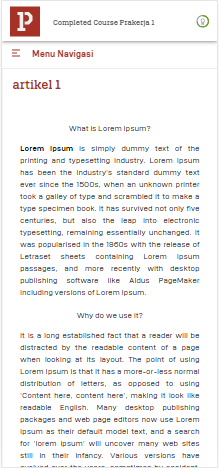 P
Completed Course Prakerja 1
Menu Navigasi
artikel 1
What is Lorem Ipsum?
Lorem Ipsum is simply dummy text of the
printing and typesetting industry. Lorem Ipsum
has been the industry's standard dummy text
ever since the 1500s, when an unknown printer
took a galley of type and scrambled it to make a
type specimen book. It has survived not only five
centuries, but also the leap into electronic
typesetting, remaining essentially unchanged. It
was popularised in the 1960s with the release of
Letraset sheets containing Lorem Ipsum
passages, and more recently with desktop
publishing software like Aldus PageMaker
including versions of Lorem Ipsum.
Why do we use it?
It is a long established fact that a reader will be
distracted by the readable content of a page
when looking at its layout. The point of using
Lorem Ipsum is that it has a more-or-less normal
distribution of letters, as opposed to using
'Content here, content here', making it look like
readable English. Many desktop publishing
packages and web page editors now use Lorem
Ipsum as their default model text, and a search
for 'lorem ipsum' will uncover many web sites
still in their infancy. Various versions have
evolved over the years, sometimes by accident,